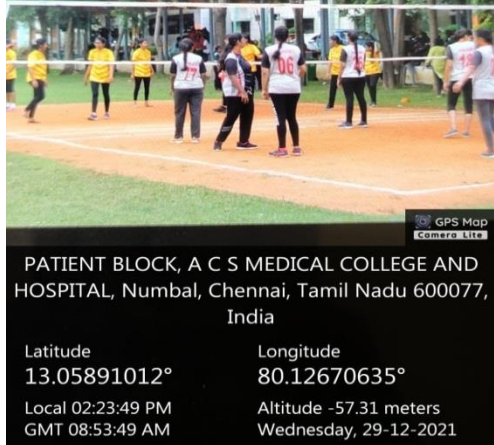 06
GPS Map
Camera Lite
PATIENT BLOCK, A C S MEDICAL COLLEGE AND
HOSPITAL, Numbal, Chennai, Tamil Nadu 600077,
India
Latitude
13.05891012°
Longitude
80.12670635°
Local 02:23:49 PM
GMT 08:53:49 AM
Altitude -57.31 meters
Wednesday, 29-12-2021